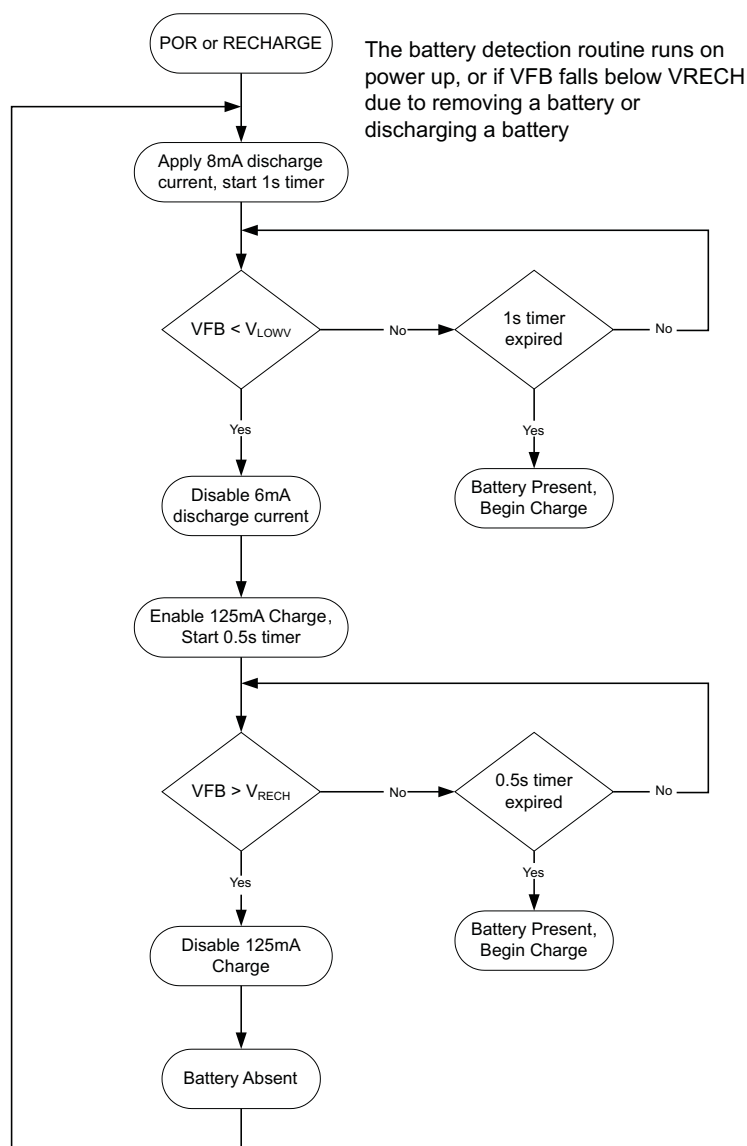 POR or RECHARGE
The battery detection routine runs on
power up, or if VFB falls below VRECH
due to removing a battery or
discharging a battery
Apply 8mA discharge
current, start 1s timer
VFB < VLOWV
No
1s timer
expired
No
Yes
Yes
Disable 6mA
discharge current
Battery Present,
Begin Charge
Enable 125mA Charge,
Start 0.5s timer
VFB > VRECH
No
0.5s timer
expired
No
Yes
Yes
Disable 125mA
Charge
Battery Present,
Begin Charge
Battery Absent